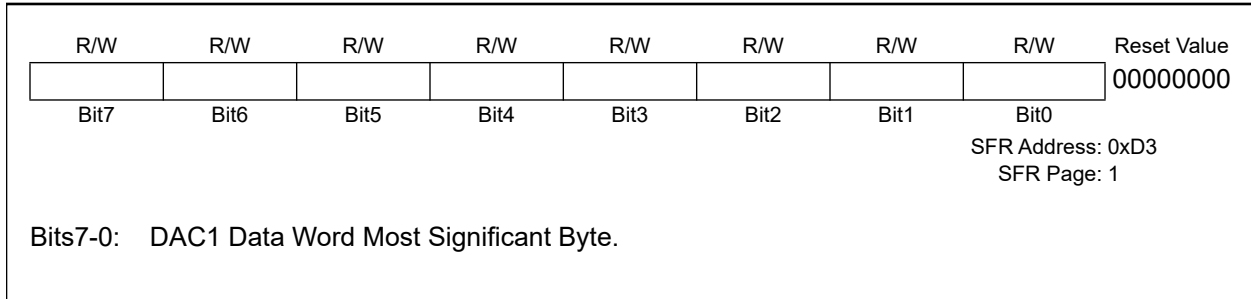 R/W R/W R/W R/W R/W R/W R/W R/W Reset Value
00000000
Bit7 Bit6 Bit5 Bit4 Bit3 Bit2 Bit1 Bit0
SFR Address: 0xD3
SFR Page: 1
Bits7-0: DAC1 Data Word Most Significant Byte.